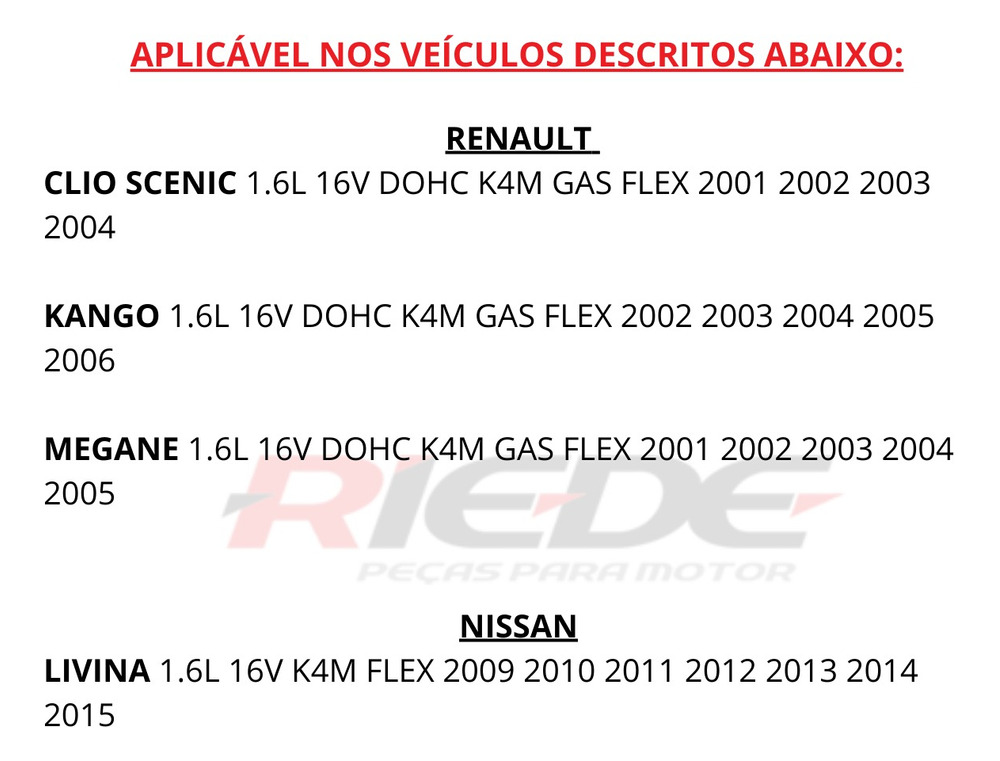 APLICÁVEL NOS VEÍCULOS DESCRITOS ABAIXO:
RENAULT
CLIO SCENIC 1.6L 16V DOHC K4M GAS FLEX 2001 2002 2003
2004
KANGO 1.6L 16V DOHC K4M GAS FLEX 2002 2003 2004 2005
2006
MEGANE 1.6L 16V DOHC K4M GAS FLEX 2001 2002 2003 2004
2005
RIEDE
PEÇAS PARA MOTOR
NISSAN
LIVINA 1.6L 16V K4M FLEX 2009 2010 2011 2012 2013 2014
2015